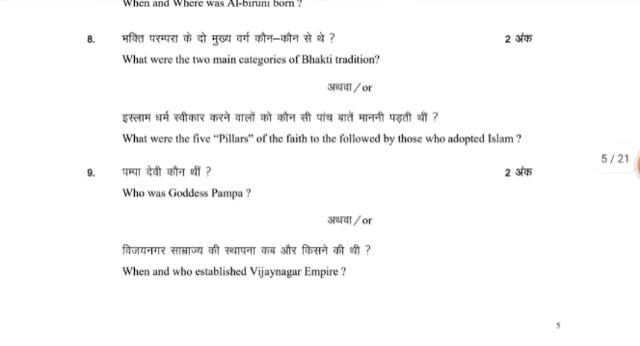 When and Where was Al-biruni born ?
8. भक्ति परम्परा के दो मुख्य वर्ग कौन–कौन से थे ? 2 अंक
What were the two main categories of Bhakti tradition?
अथवा / or
इस्लाम धर्म स्वीकार करने वालों को कौन सी पांच बातें माननी पड़ती थीं ?
What were the five “Pillars” of the faith to the followed by those who adopted Islam ?
5 / 21
9. पम्पा देवी कौन थीं ? 2 अंक
Who was Goddess Pampa ?
अथवा / or
विजयनगर साम्राज्य की स्थापना कब और किसने की थी ?
When and who established Vijaynagar Empire ?
5